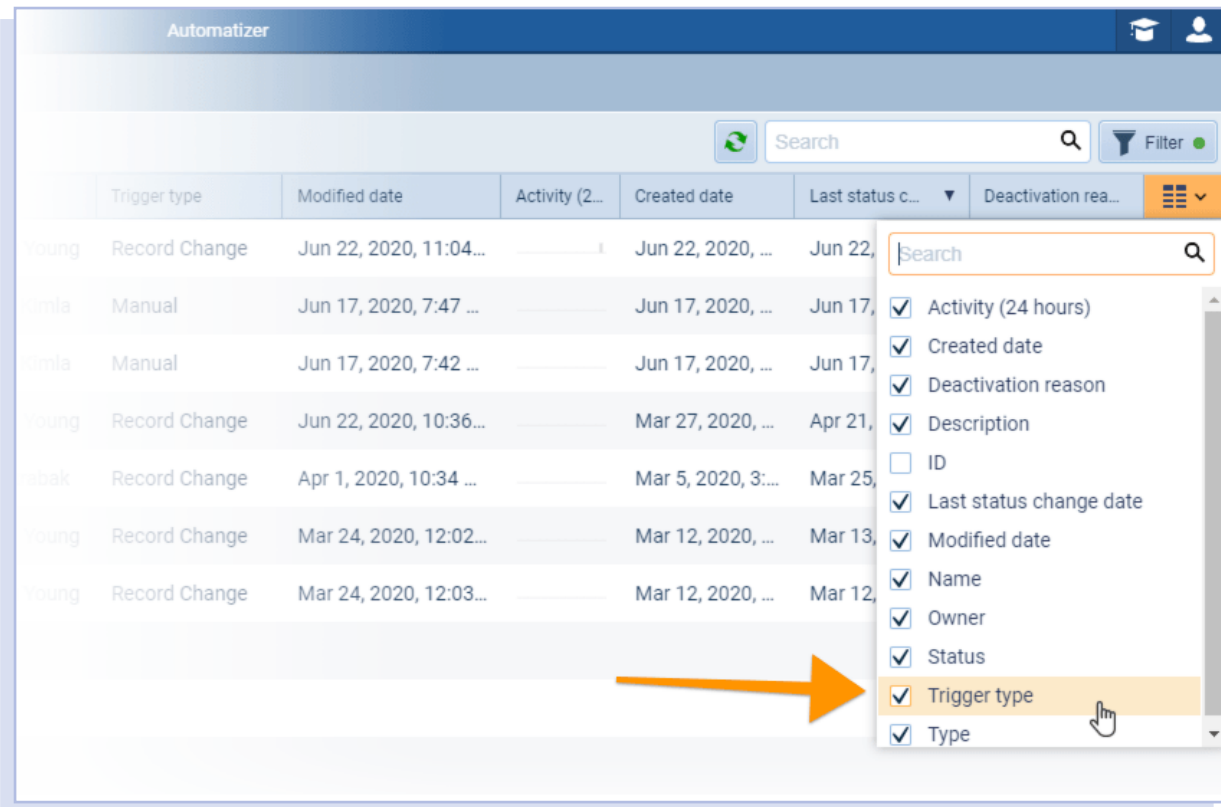 Automatizer
Search
Filter
Trigger type Modified date Activity (2... Created date Last status c... Deactivation rea...
Young Record Change Jun 22, 2020, 11:04... Jun 22, 2020, ... Jun 22,
Manual Jun 17, 2020, 7:47 ... Jun 17, 2020, ... Jun 17,
Manual Jun 17, 2020, 7:42 ... Jun 17, 2020, ... Jun 17,
Young Record Change Jun 22, 2020, 10:36... Mar 27, 2020, ... Apr 21,
Record Change Apr 1, 2020, 10:34 ... Mar 5, 2020, 3:... Mar 25,
Young Record Change Mar 24, 2020, 12:02... Mar 12, 2020, ... Mar 13,
Young Record Change Mar 24, 2020, 12:03... Mar 12, 2020, ... Mar 12,
Search
Activity (24 hours)
Created date
Deactivation reason
Description
ID
Last status change date
Modified date
Name
Owner
Status
Trigger type
Type